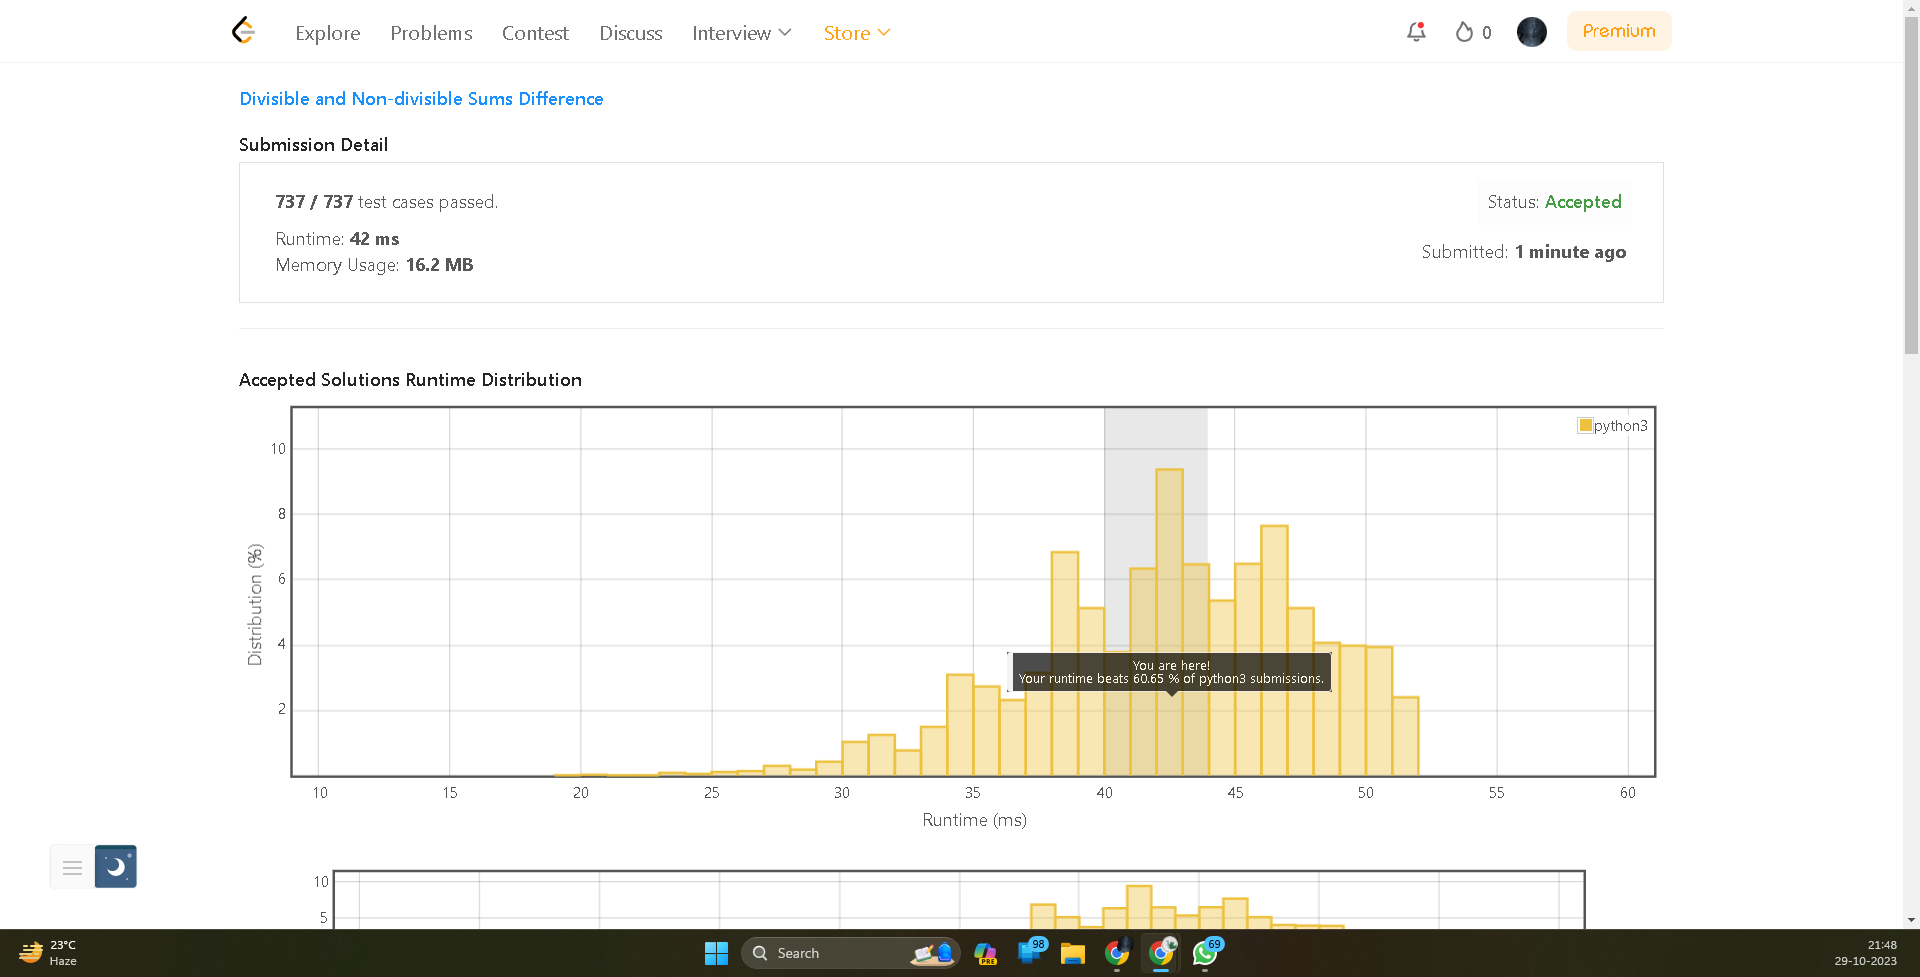 Explore Problems Contest Discuss Interview Store 0 Premium
Divisible and Non-divisible Sums Difference
Submission Detail
737 / 737 test cases passed. Status: Accepted
Runtime: 42 ms
Submitted: 1 minute ago
Memory Usage: 16.2 MB
Accepted Solutions Runtime Distribution
python3
10
8
6
4
2
Distribution (%)
You are here!
Your runtime beats 60.65 % of python3 submissions.
10 15 20 25 30 35 40 45 50 55 60
Runtime (ms)
10
5
23°C
Haze
Search
PRE
98
69
21:48
29-10-2023